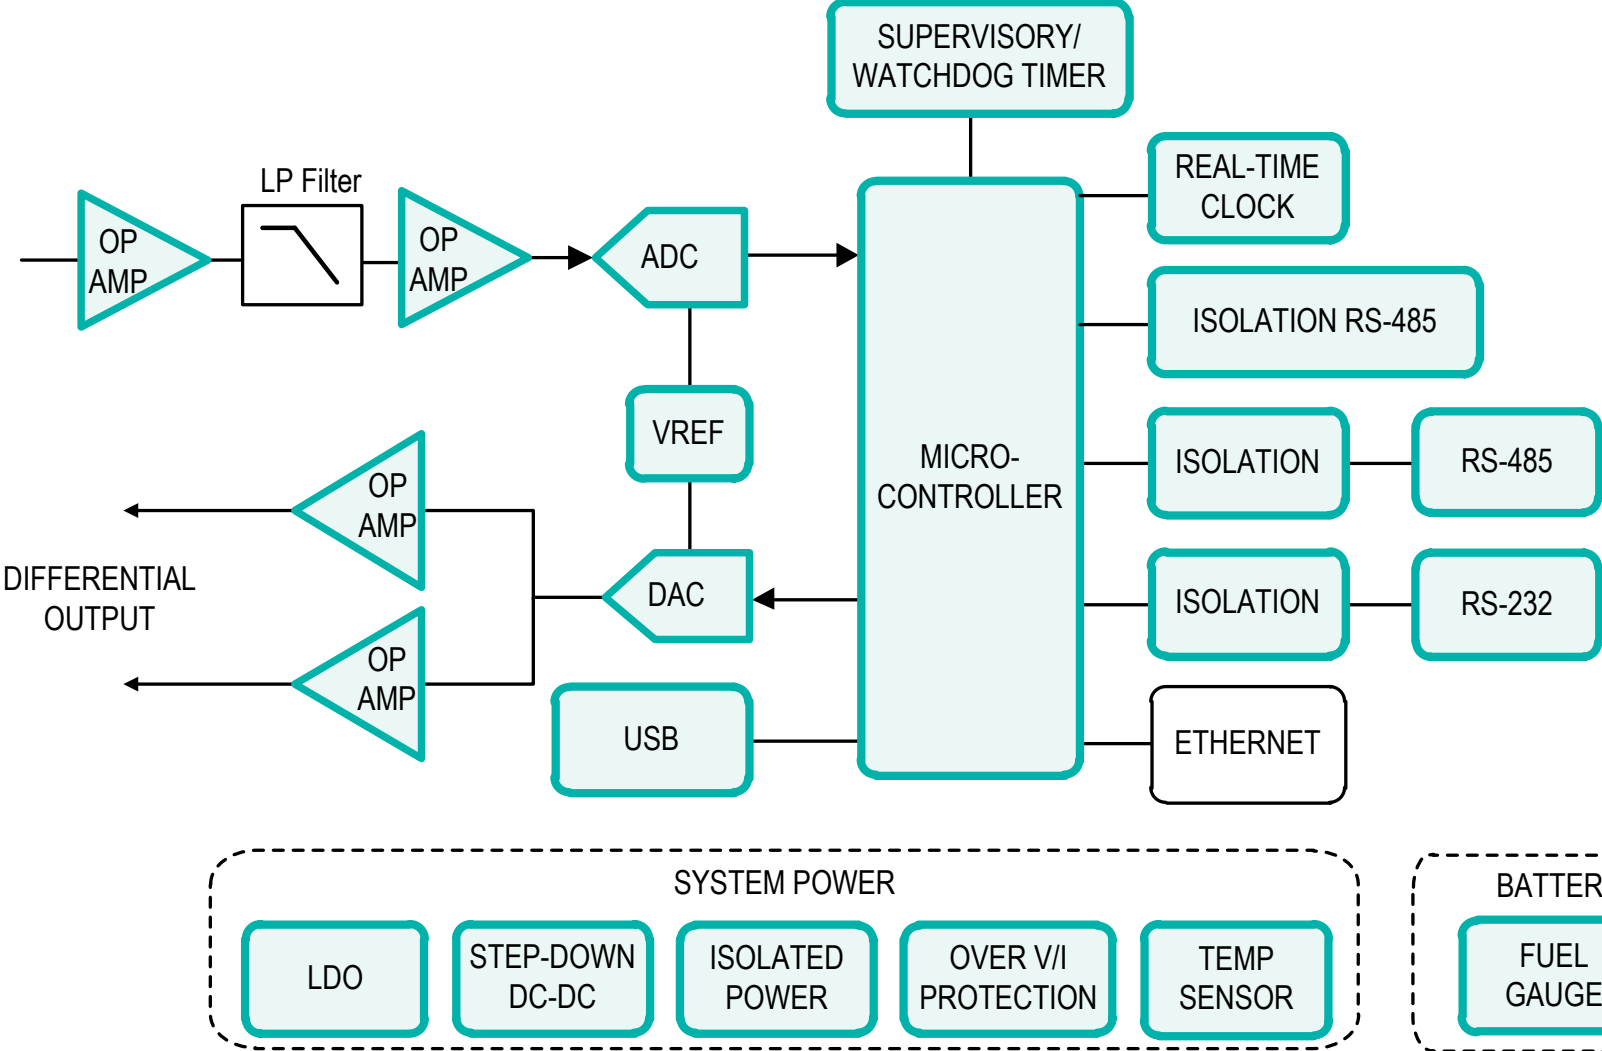 SUPERVISORY/
WATCHDOG TIMER
REAL-TIME
CLOCK
LP Filter
OP
AMP
OP
AMP
ADC
ISOLATION RS-485
VREF
MICRO-
CONTROLLER
ISOLATION
RS-485
OP
AMP
DIFFERENTIAL
OUTPUT
DAC
ISOLATION
RS-232
OP
AMP
USB
ETHERNET
SYSTEM POWER
LDO
STEP-DOWN
DC-DC
ISOLATED
POWER
OVER V/I
PROTECTION
TEMP
SENSOR
BATTER
FUEL
GAUGE